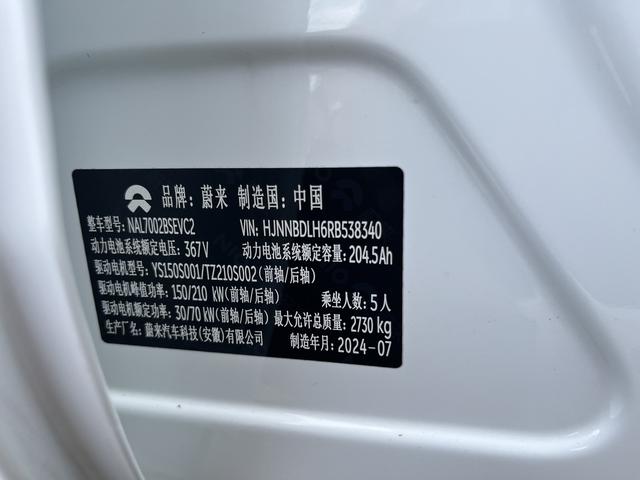 品牌: 蔚来 制造国: 中国
整车型号: NAL7002BSEVC2 VIN: HJNNBDLH6RB538340
动力电池系统额定电压: 367V 动力电池系统额定容量: 204.5Ah
驱动电机型号: YS150S001/TZ210S002(前轴/后轴)
驱动电机峰值功率: 150/210 kW(前轴/后轴) 乘坐人数: 5人
驱动电机额定功率: 30/70 kW(前轴/后轴) 最大允许总质量: 2730 kg
生产厂名: 蔚来汽车科技(安徽)有限公司 制造年月: 2024-07